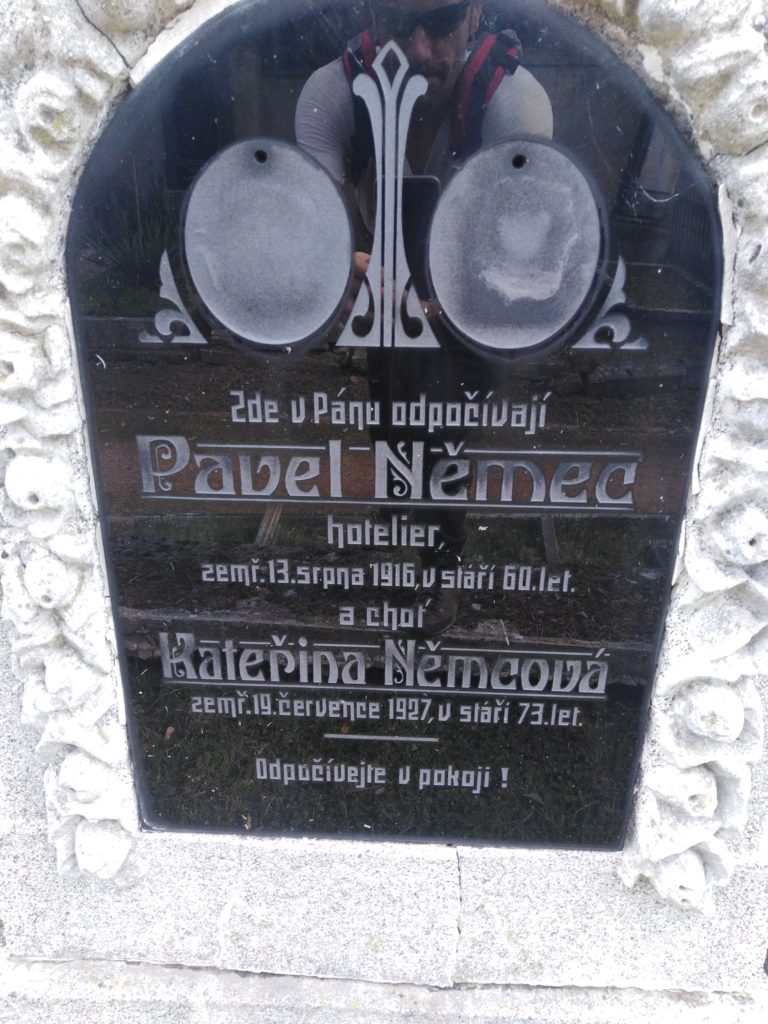 Zde v Pánu odpočívají
Pavel Němec
hotelier,
zemř. 13. srpna 1916, v stáří 60. let.
a choť
Kateřina Němcová
zemř. 19. července 1927, v stáří 73. let.
Odpočívejte v pokoji !